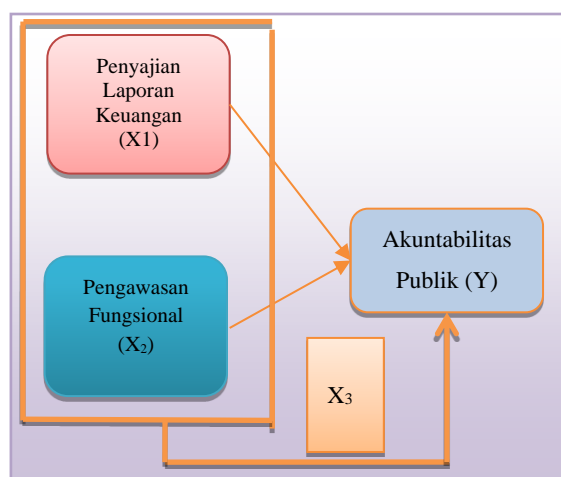 Penyajian
Laporan
Keuangan
(X1)
Pengawasan
Fungsional
(X₂)
Akuntabilitas
Publik (Y)
X₃